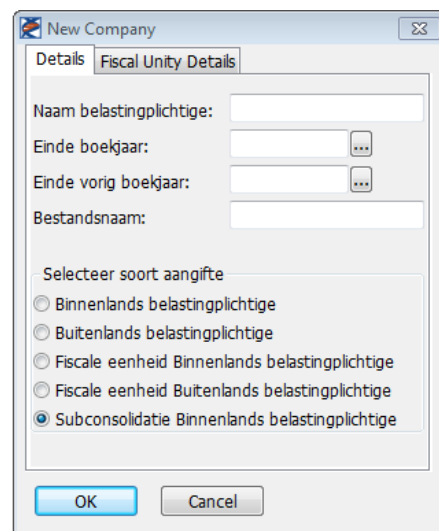 New Company
Details Fiscal Unity Details
Naam belastingplichtige:
Einde boekjaar: ...
Einde vorig boekjaar: ...
Bestandsnaam:
Selecteer soort aangifte
Binnenlands belastingplichtige
Buitenlands belastingplichtige
Fiscale eenheid Binnenlands belastingplichtige
Fiscale eenheid Buitenlands belastingplichtige
Subconsolidatie Binnenlands belastingplichtige
OK Cancel